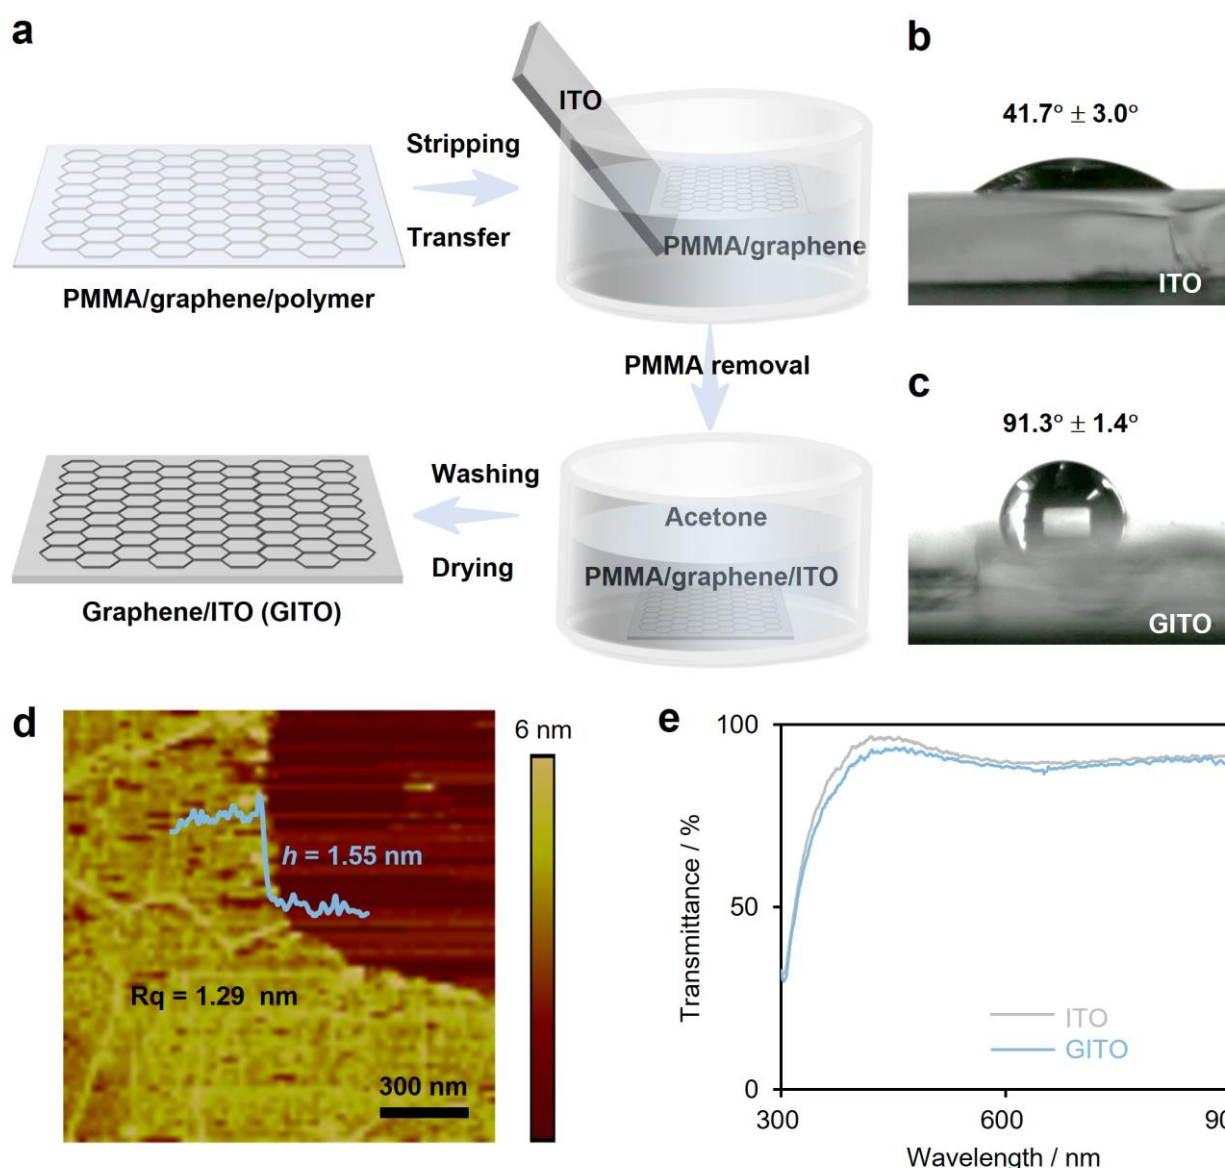 a
ITO
Stripping
Transfer
PMMA/graphene
PMMA/graphene/polymer
PMMA removal
Washing
Drying
Acetone
PMMA/graphene/ITO
Graphene/ITO (GITO)
b
41.7° ± 3.0°
ITO
c
91.3° ± 1.4°
GITO
d
6 nm
h = 1.55 nm
Rq = 1.29 nm
300 nm
e
100
50
0
Transmittance / %
ITO
GITO
300
600
90
Wavelength / nm